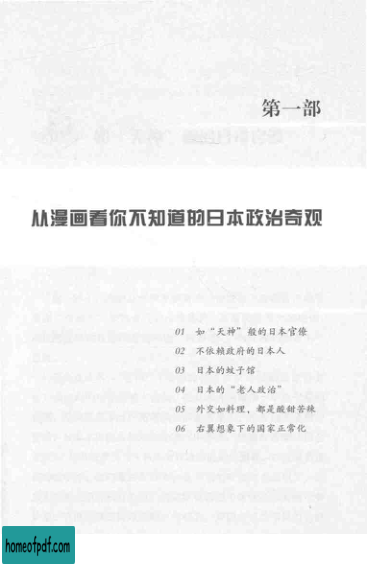 第一部
从漫画看你不知道的日本政治奇观
01 如“天神”般的日本官僚
02 不依赖政府的日本人
03 日本的蚊子馆
04 日本的“老人政治”
05 外交如料理，都是酸甜苦辣
06 右翼想象下的国家正常化
homeofpdf.com